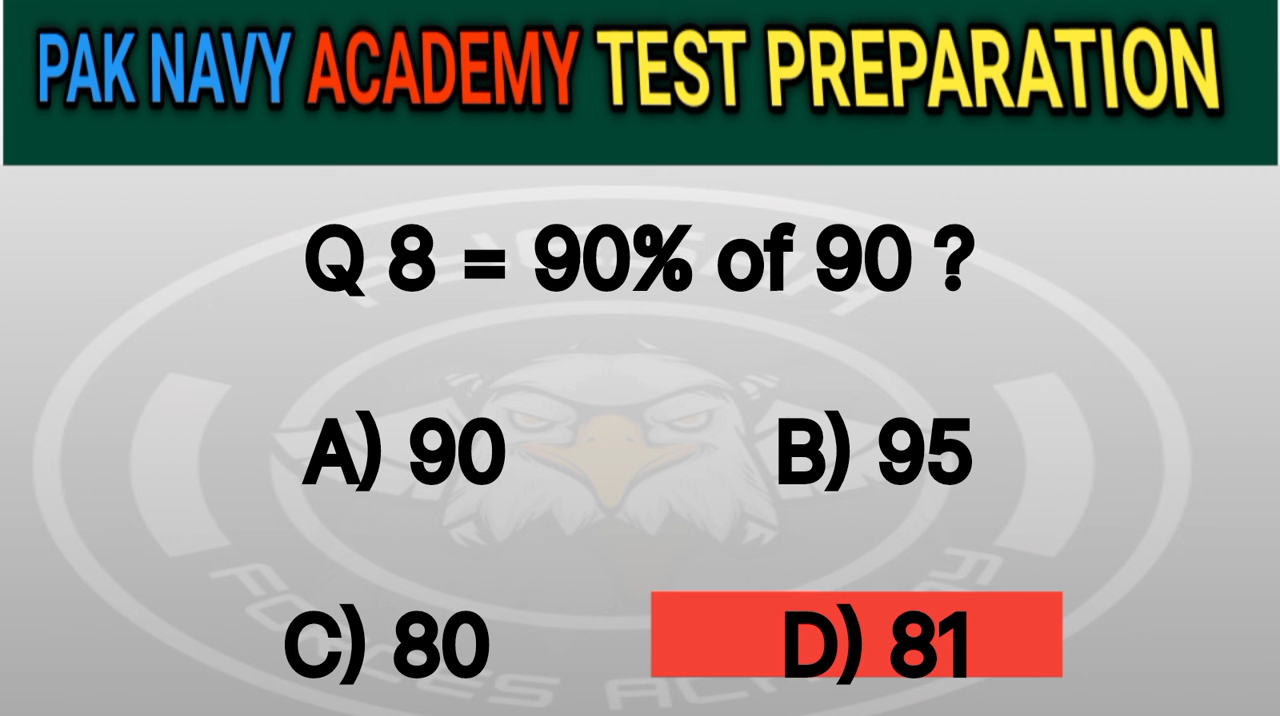 PAK NAVY ACADEMY TEST PREPARATION
Q 8 = 90% of 90 ?
A) 90
B) 95
C) 80
D) 81